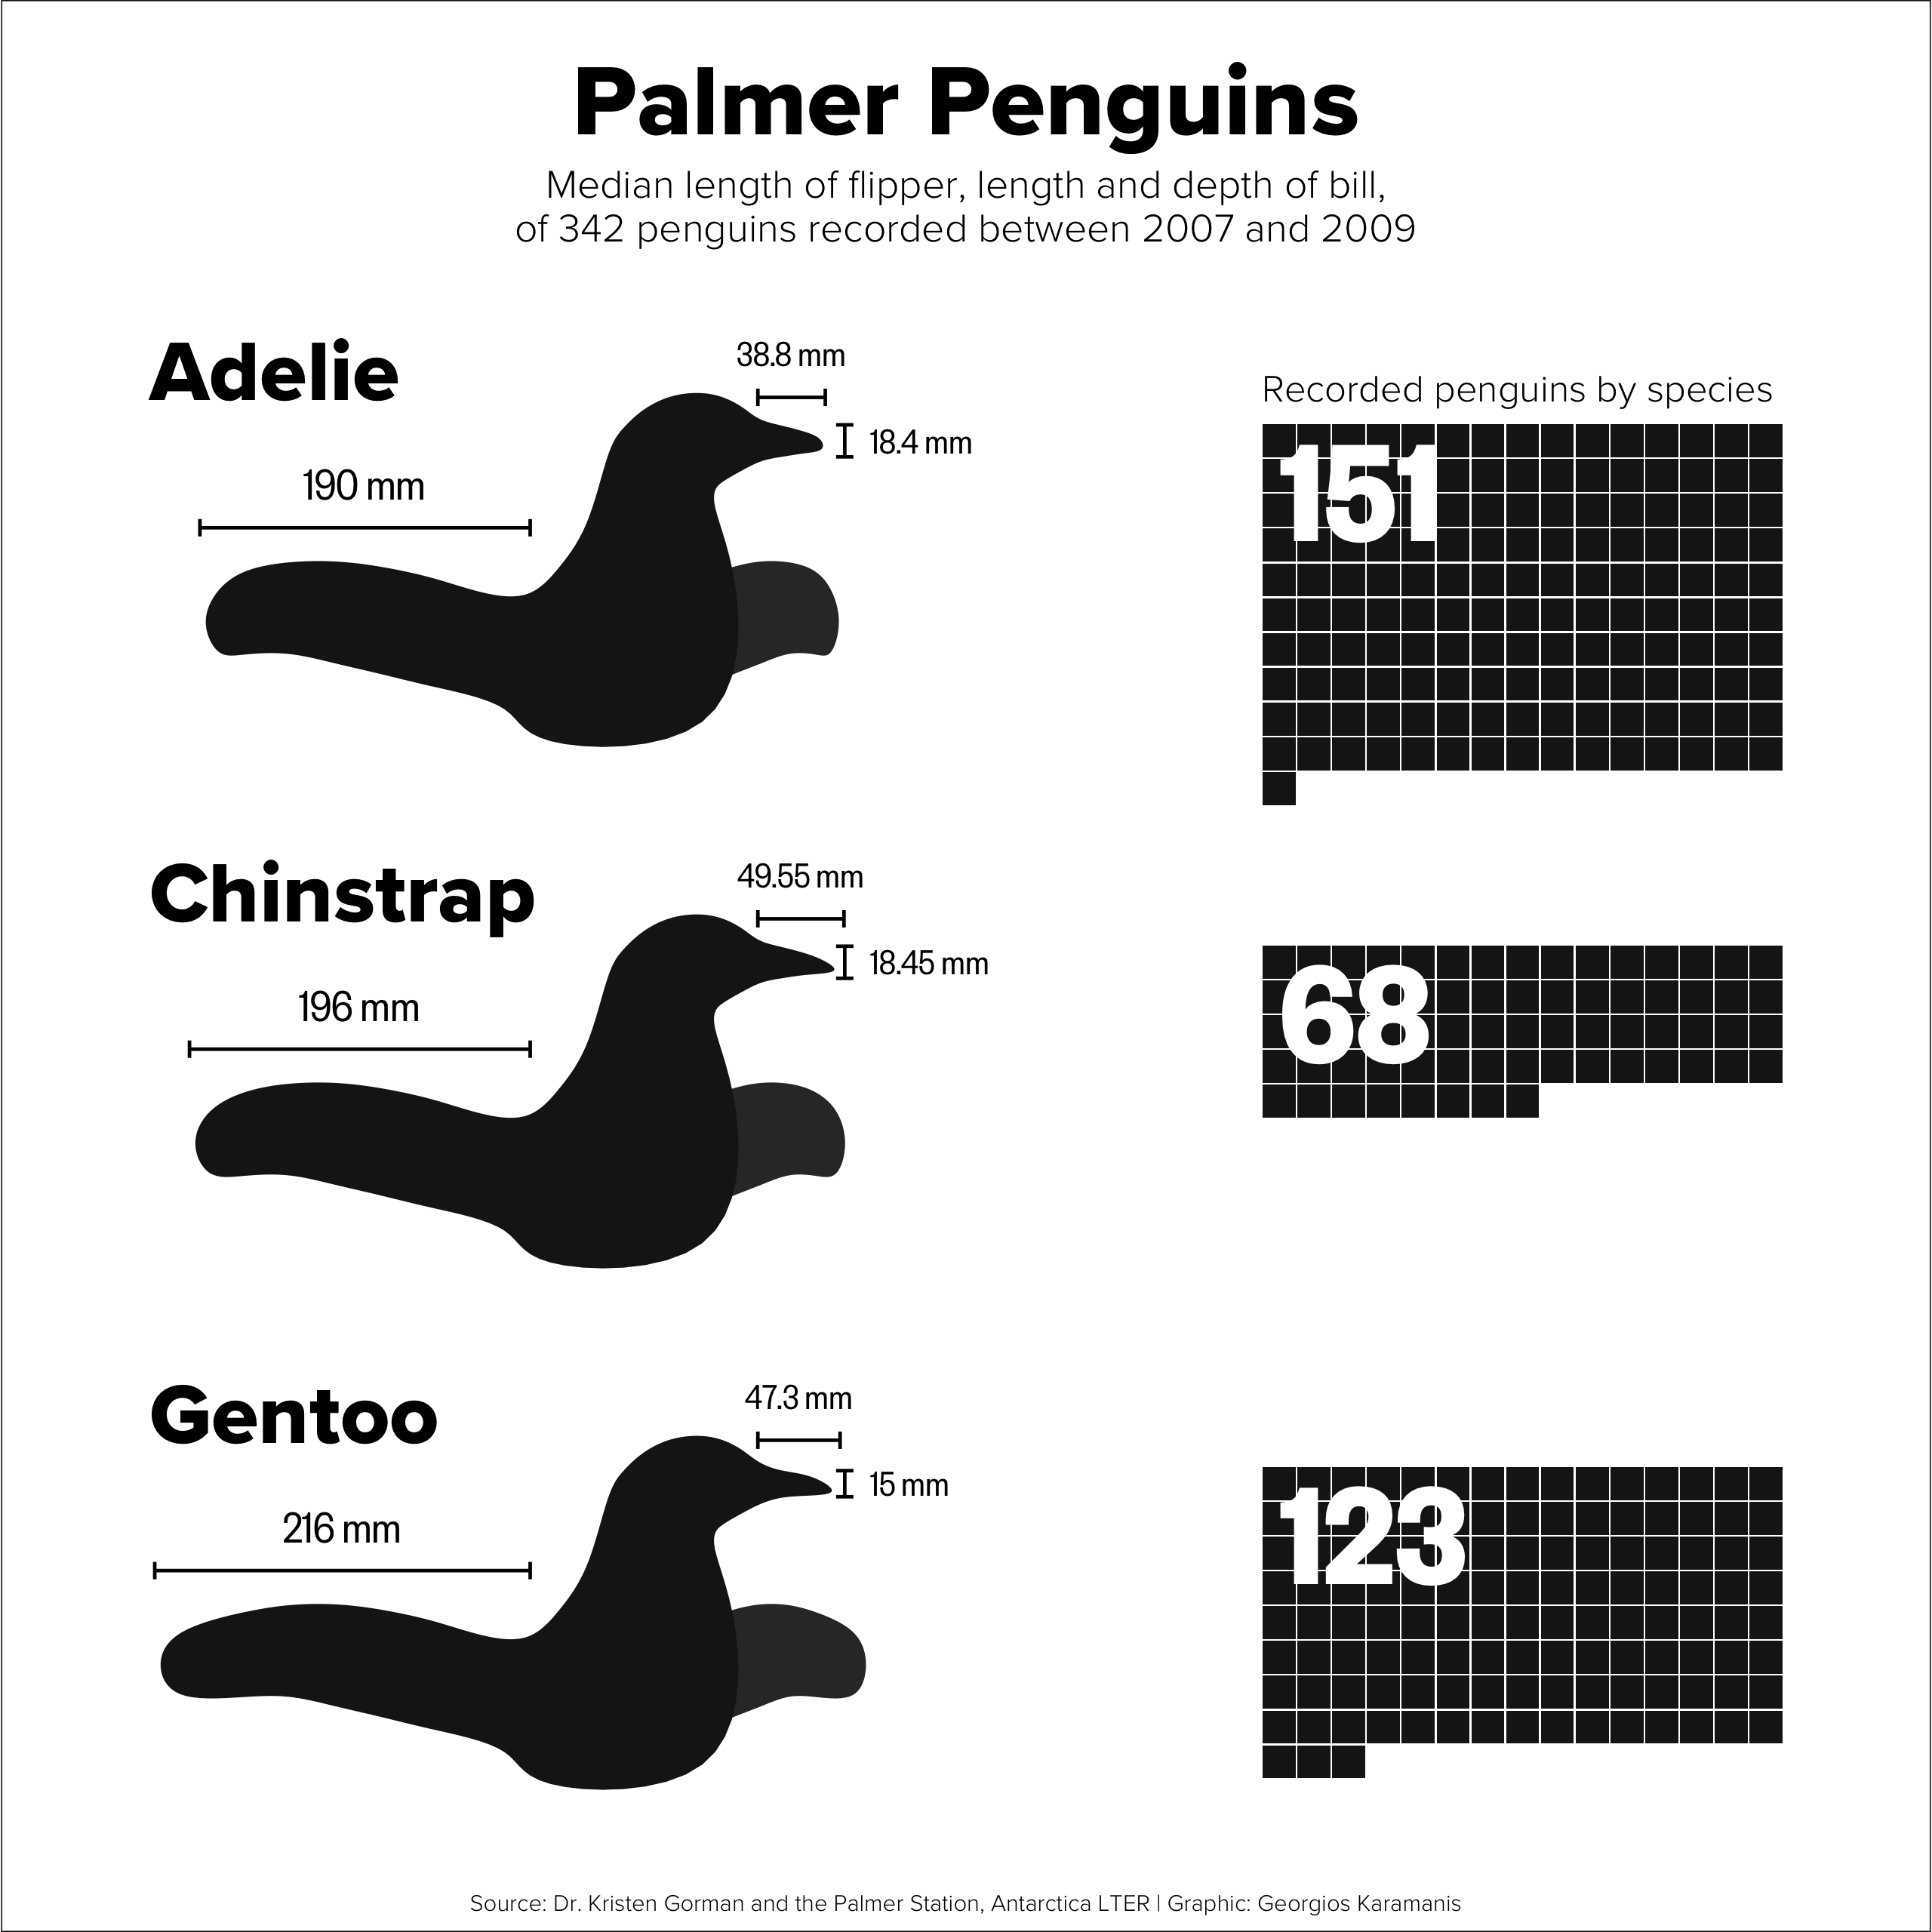 Palmer Penguins
Median length of flipper, length and depth of bill,
of 342 penguins recorded between 2007 and 2009
Adelie
38.8 mm
18.4 mm
190 mm
Recorded penguins by species
151
Chinstrap
49.55 mm
18.45 mm
196 mm
68
Gentoo
47.3 mm
15 mm
216 mm
123
Source: Dr. Kristen Gorman and the Palmer Station, Antarctica LTER | Graphic: Georgios Karamanis